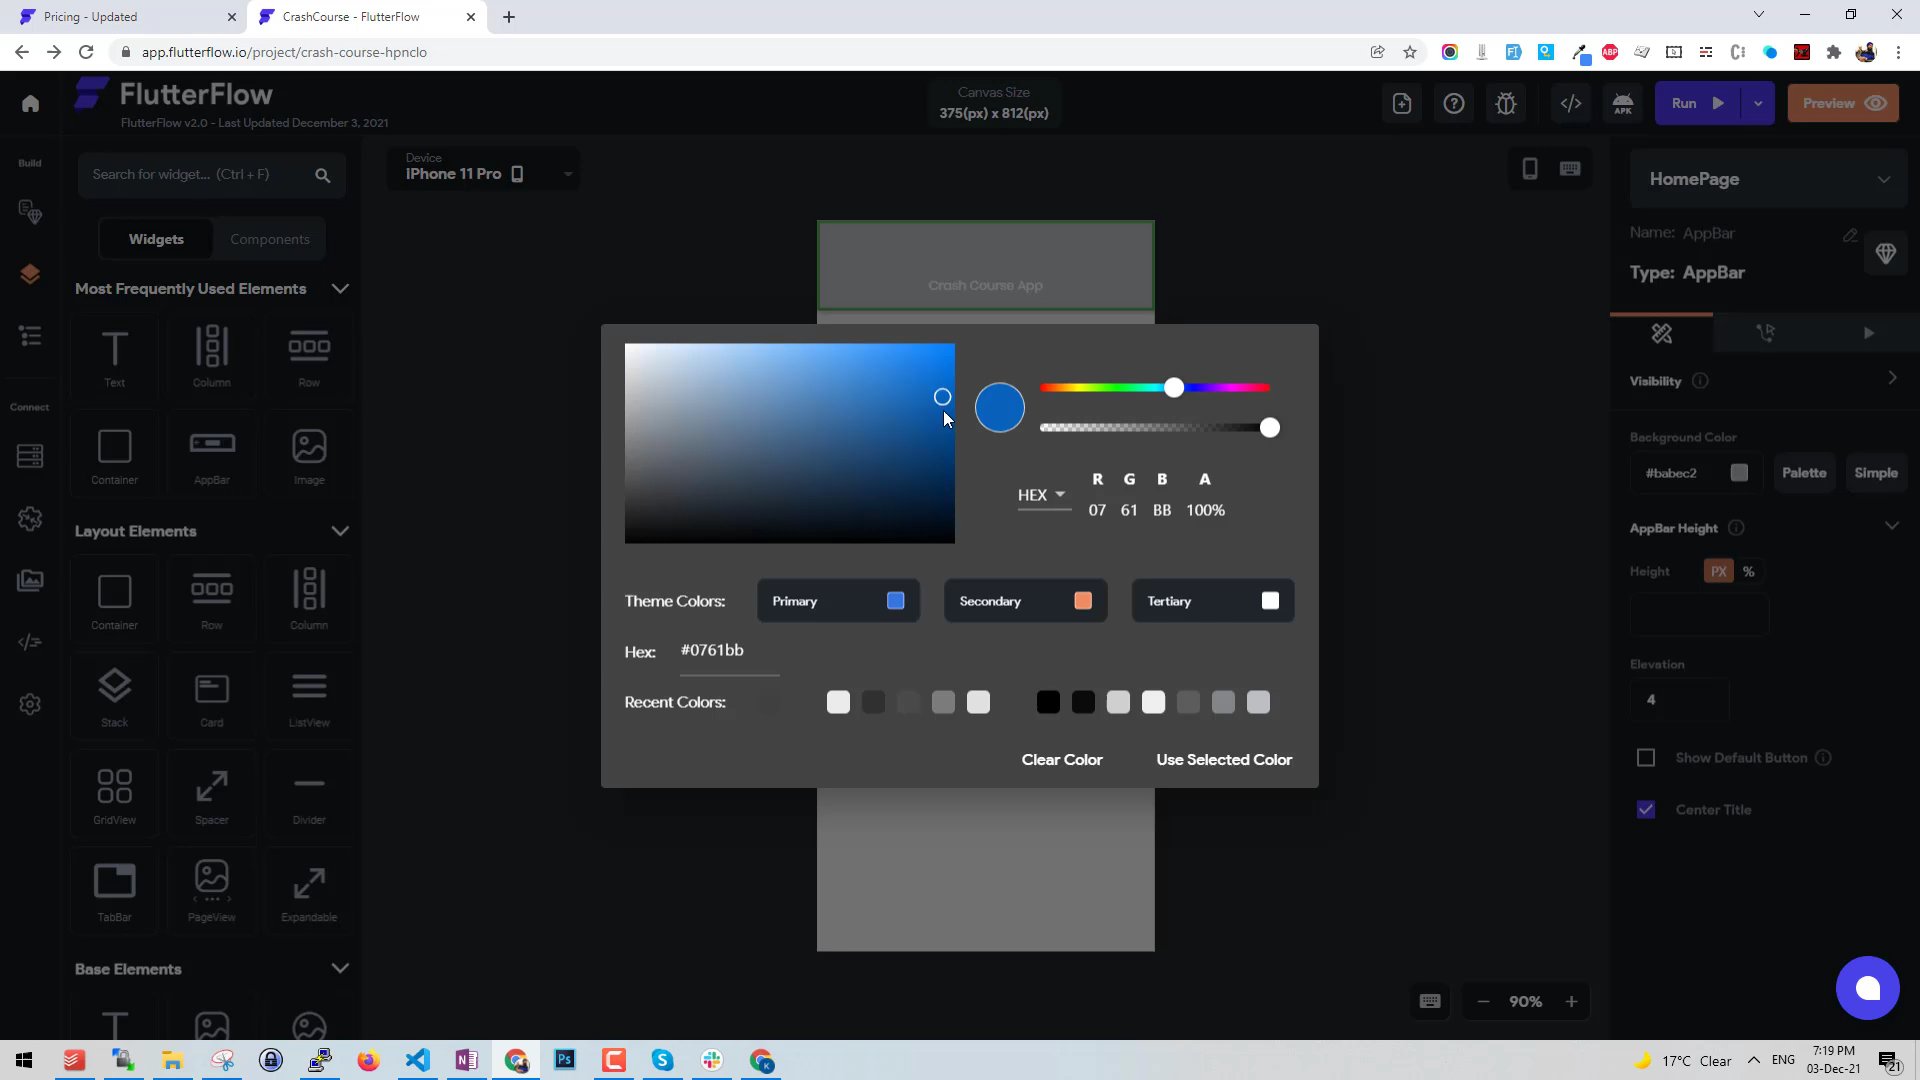 Pricing - Updated
CrashCourse - FlutterFlow
app.flutterflow.io/project/crash-course-hpnclo
FlutterFlow
FlutterFlow v2.0 - Last Updated December 3, 2021
Canvas Size
375(px) x 812(px)
APK
Run
Preview
Build
Search for widget... (Ctrl + F)
Device
iPhone 11 Pro
HomePage
Widgets
Components
Name: AppBar
Type: AppBar
Most Frequently Used Elements
Crash Course App
Text
Column
Row
Visibility
Connect
Background Color
#babec2
Palette
Simple
Container
AppBar
Image
HEX
R G B A
07 61 BB 100%
Layout Elements
AppBar Height
Height
PX
%
Theme Colors:
Primary
Secondary
Tertiary
Container
Row
Column
Hex: #0761bb
Elevation
4
Recent Colors:
Stack
Card
ListView
Clear Color
Use Selected Color
Show Default Button
Center Title
GridView
Spacer
Divider
TabBar
PageView
Expandable
Base Elements
90%
17°C Clear
ENG
7:19 PM
03-Dec-21
21